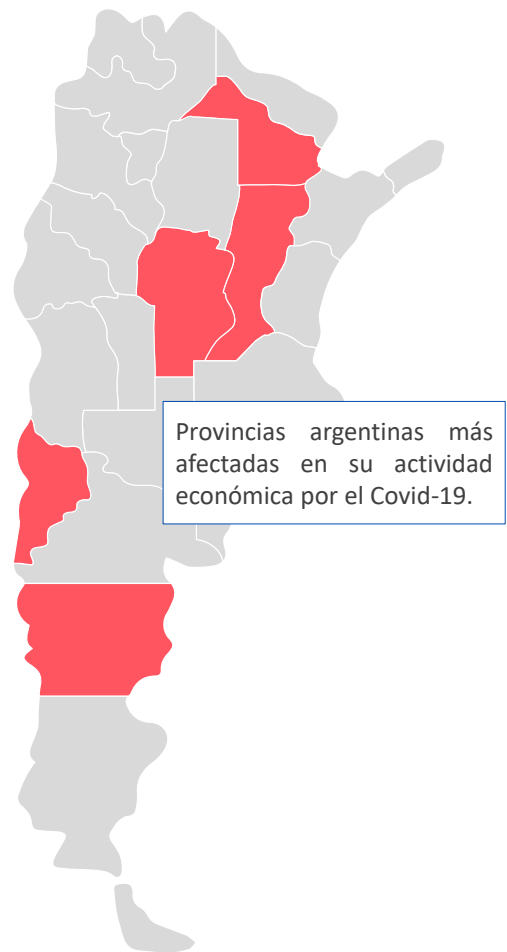 Provincias argentinas más
afectadas en su actividad
económica por el Covid-19.